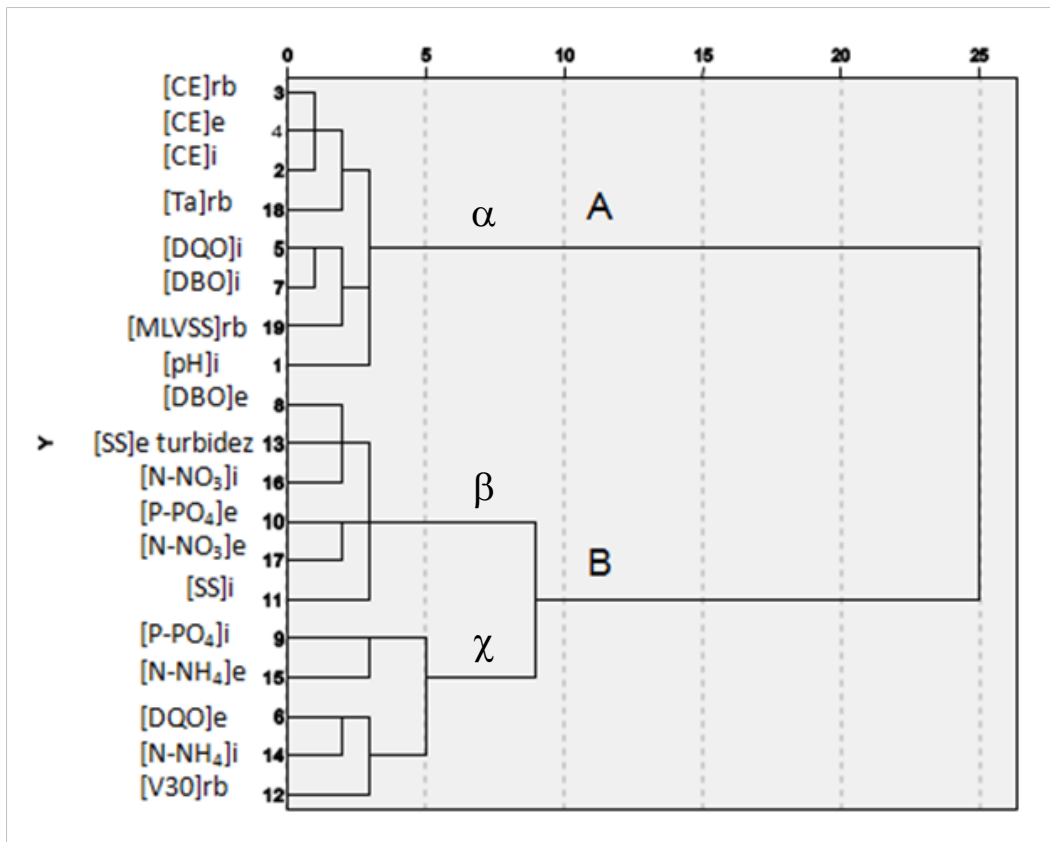 0 5 10 15 20 25
[CE]rb 3
[CE]e 4
[CE]i 2
[Ta]rb 18
α A
[DQO]i 5
[DBO]i 7
[MLVSS]rb 19
[pH]i 1
[DBO]e 8
Y [SS]e turbidez 13
[N-NO₃]i 16
β
[P-PO₄]e 10
[N-NO₃]e 17
B
[SS]i 11
[P-PO₄]i 9
χ
[N-NH₄]e 15
[DQO]e 6
[N-NH₄]i 14
[V30]rb 12